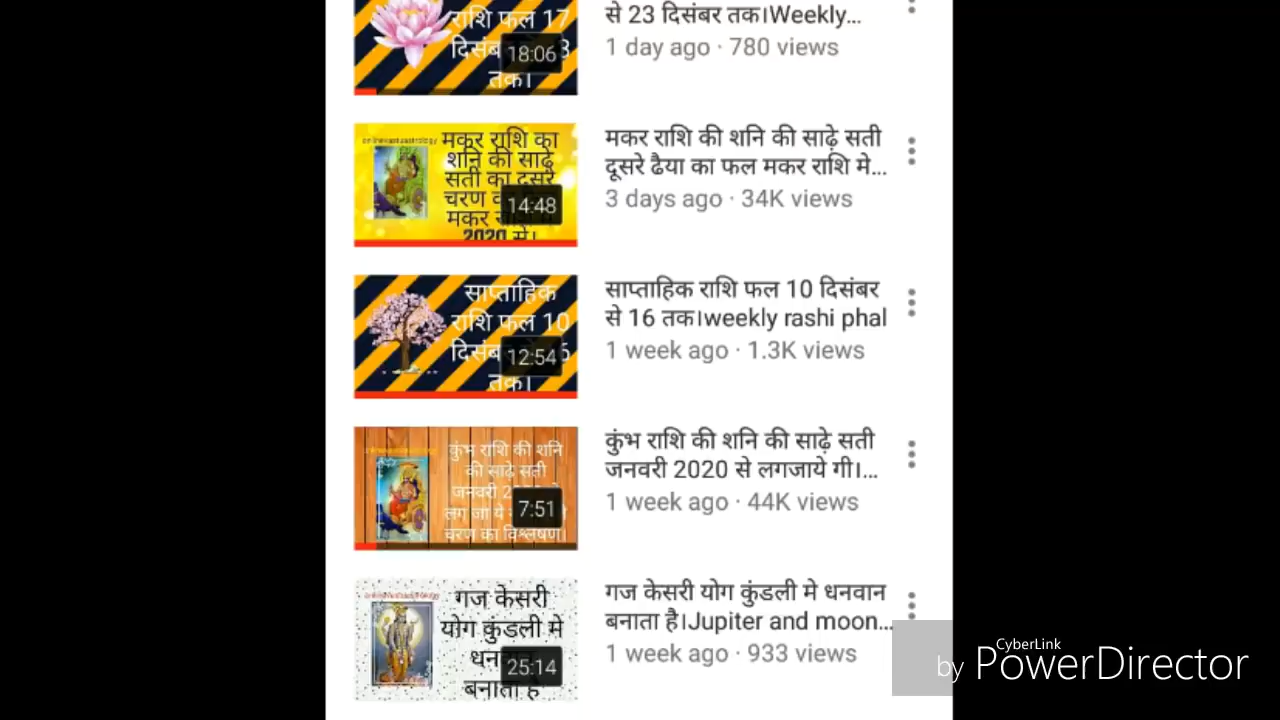 राशि फल 17
दिसंब
18:06
तक।
से 23 दिसंबर तक।Weekly...
1 day ago · 780 views
onlinevastuastrology
मकर राशि का
शनि की साढ़े
सती का दूसरे
चरण
14:48
मकर
2020 से।
मकर राशि की शनि की साढ़े सती
दूसरे ढैया का फल मकर राशि मे...
3 days ago · 34K views
साप्ताहिक
राशि फल 10
दिसंब
12:54
तक।
साप्ताहिक राशि फल 10 दिसंबर
से 16 तक।weekly rashi phal
1 week ago · 1.3K views
कुंभ राशि की शनि
की साढ़े सती
जनवरी
लग जा ये
7:51
चरण का विश्लेषण
कुंभ राशि की शनि की साढ़े सती
जनवरी 2020 से लगजाये गी।...
1 week ago · 44K views
गज केसरी
योग कुंडली मे
25:14
बनाता है
गज केसरी योग कुंडली मे धनवान
बनाता है।Jupiter and moon...
1 week ago · 933 views
CyberLink
by PowerDirector